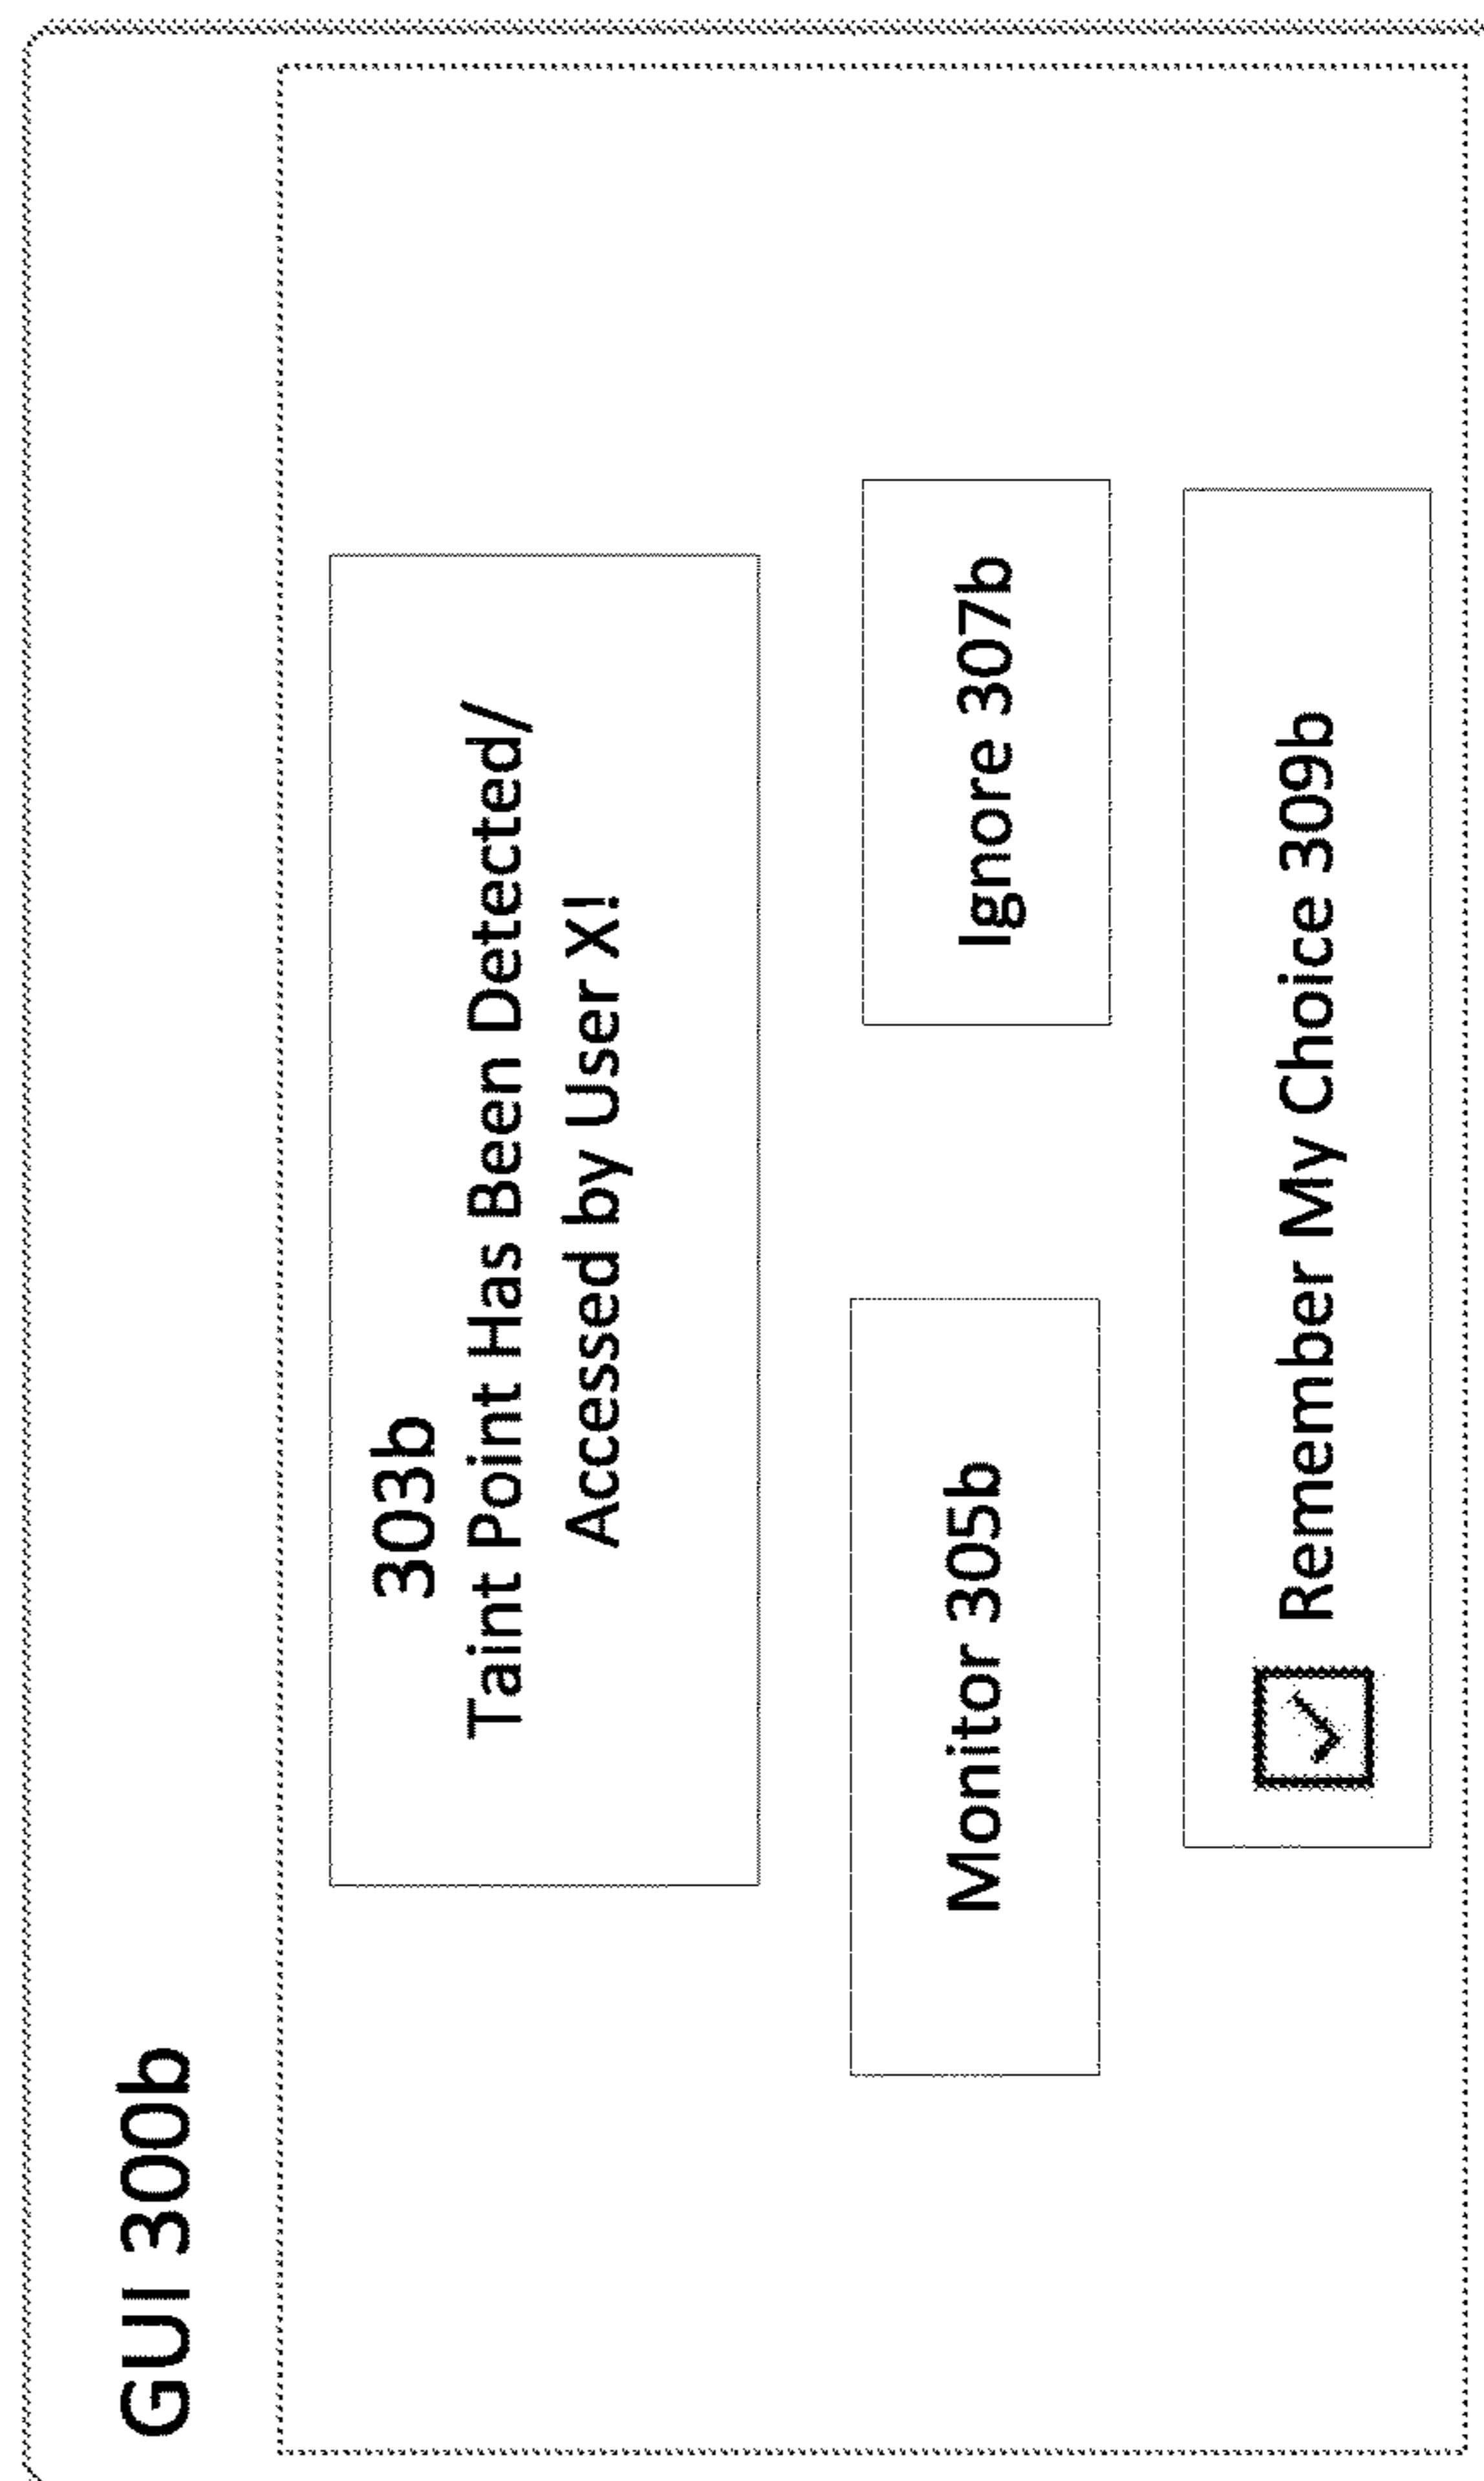 GUI 300b
303b
Taint Point Has Been Detected/
Accessed by User X!
Monitor 305b
Ignore 307b
Remember My Choice 309b